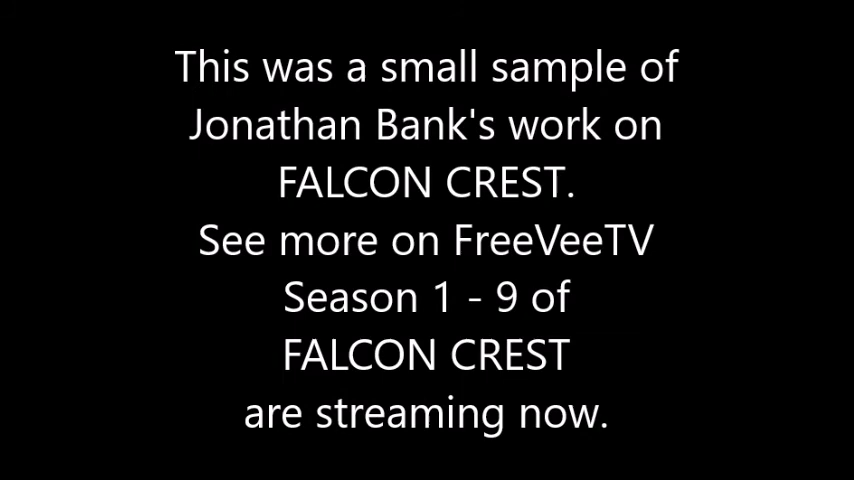 This was a small sample of
Jonathan Bank's work on
FALCON CREST.
See more on FreeVeeTV
Season 1 - 9 of
FALCON CREST
are streaming now.